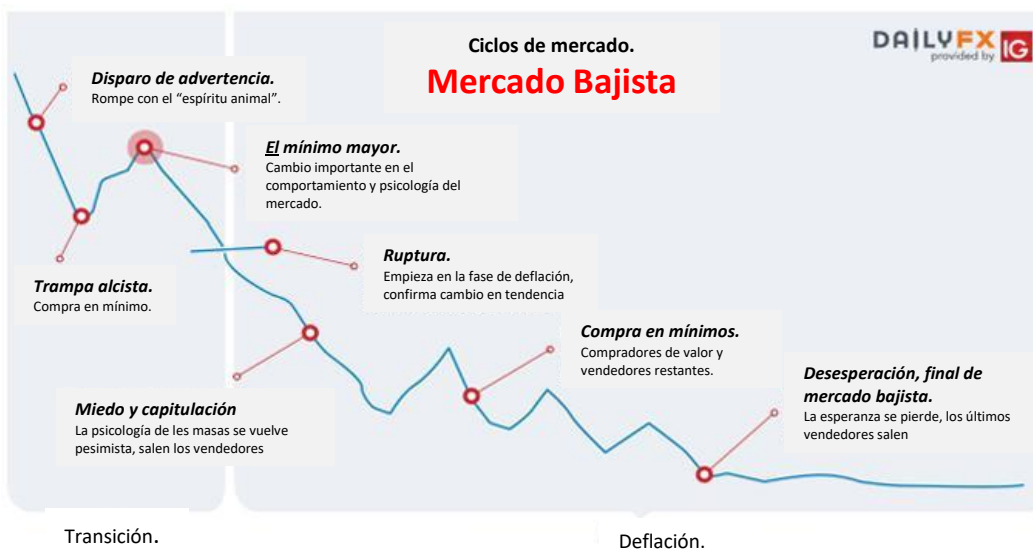 Ciclos de mercado.
Mercado Bajista
DAILYFX
provided by IG
Disparo de advertencia.
Rompe con el “espíritu animal”.
El mínimo mayor.
Cambio importante en el
comportamiento y psicología del
mercado.
Trampa alcista.
Compra en mínimo.
Ruptura.
Empieza en la fase de deflación,
confirma cambio en tendencia
Miedo y capitulación
La psicología de les masas se vuelve
pesimista, salen los vendedores
Compra en mínimos.
Compradores de valor y
vendedores restantes.
Desesperación, final de
mercado bajista.
La esperanza se pierde, los últimos
vendedores salen
Transición.
Deflación.